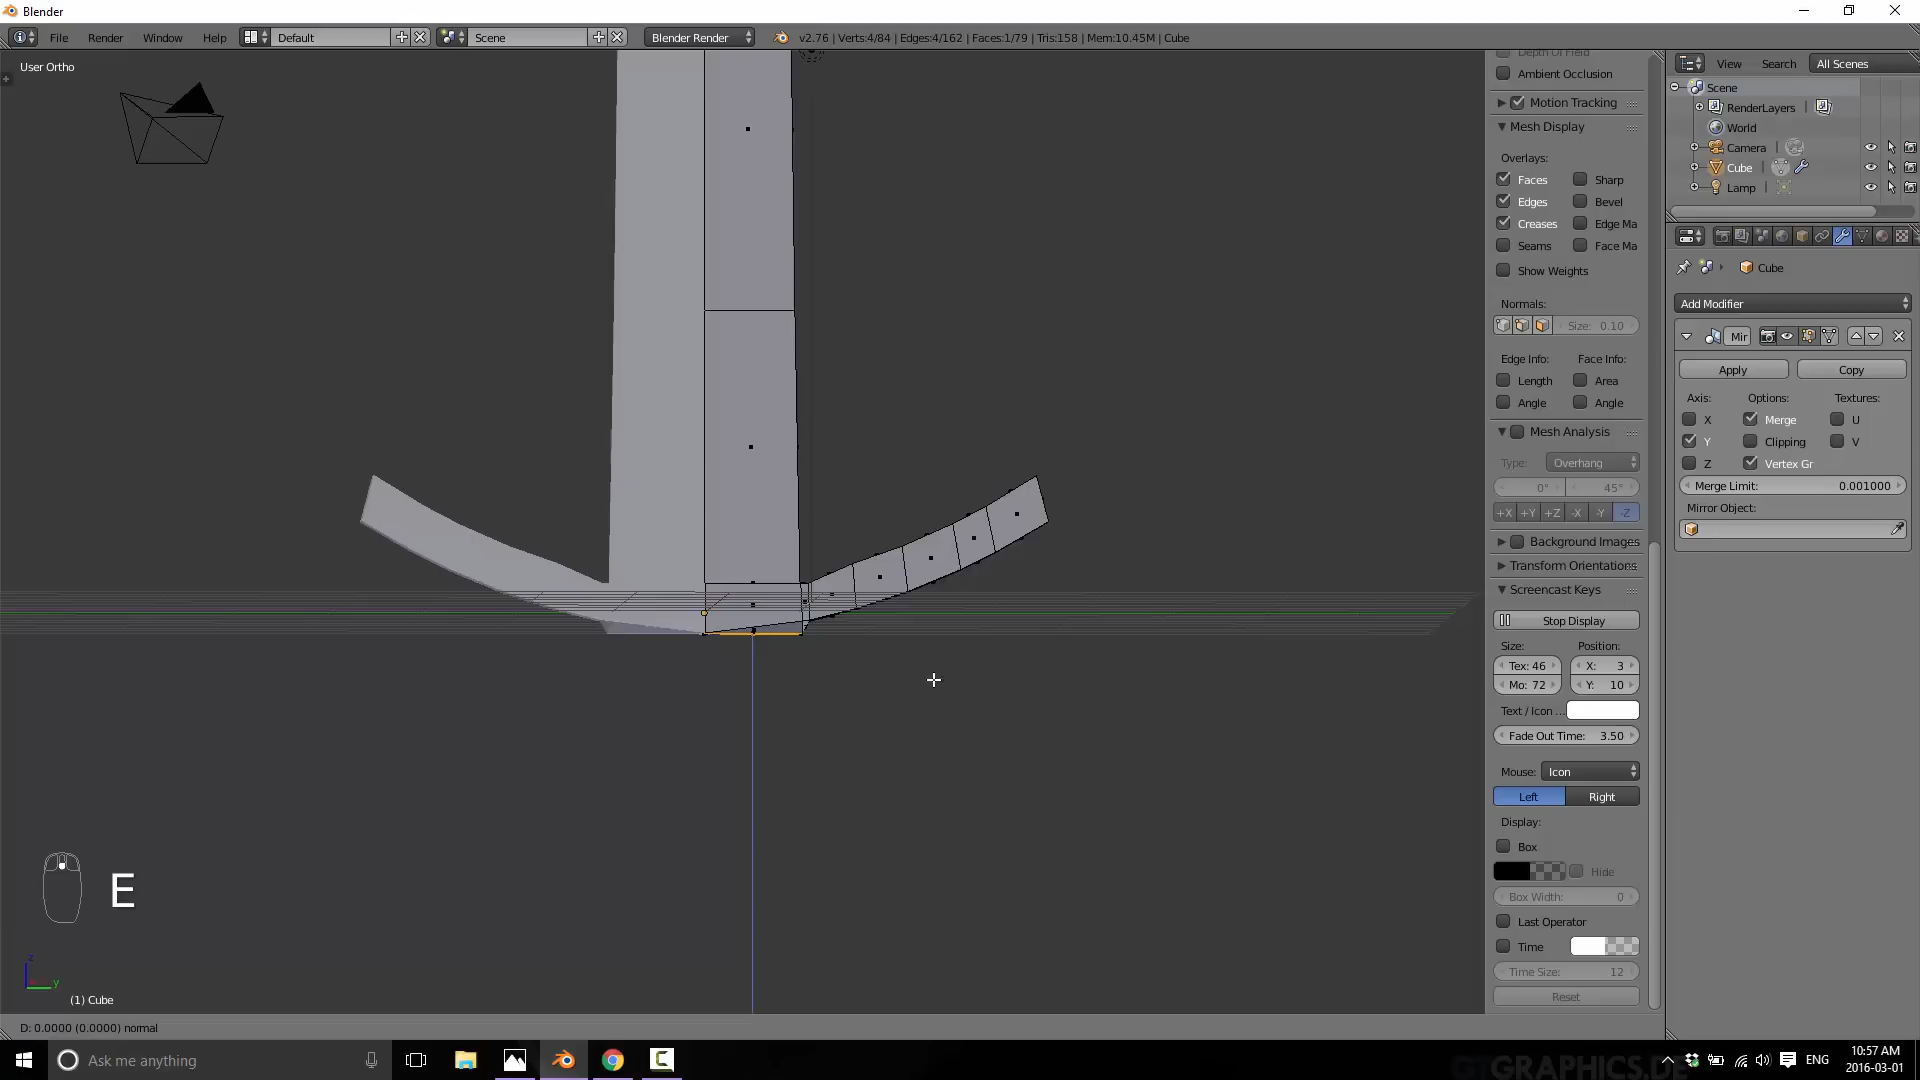 Blender
File Render Window Help Default Scene Blender Render v2.76 | Verts:4/84 | Edges:4/162 | Faces:1/79 | Tris:158 | Mem:10.45M | Cube
User Ortho
Depth Of Field
Ambient Occlusion
Motion Tracking
Mesh Display
Overlays:
Faces Sharp
Edges Bevel
Creases Edge Ma
Seams Face Ma
Show Weights
Normals:
Size: 0.10
Edge Info: Face Info:
Length Area
Angle Angle
Mesh Analysis
Type: Overhang
0° 45°
+X +Y +Z -X -Y -Z
Background Images
Transform Orientations
Screencast Keys
Stop Display
Size: Position:
Tex: 46 X: 3
Mo: 72 Y: 10
Text / Icon ...
Fade Out Time: 3.50
Mouse: Icon
Left Right
Display:
Box
Hide
Box Width: 0
Last Operator
Time
Time Size: 12
Reset
View Search All Scenes
Scene
RenderLayers
World
Camera
Cube
Lamp
Cube
Add Modifier
Mir
Apply Copy
Axis: Options: Textures:
X Merge U
Y Clipping V
Z Vertex Gr
Merge Limit: 0.001000
Mirror Object:
E
z
y
(1) Cube
D: 0.0000 (0.0000) normal
Ask me anything
ENG
10:57 AM
2016-03-01
GTGRAPHICS.DE